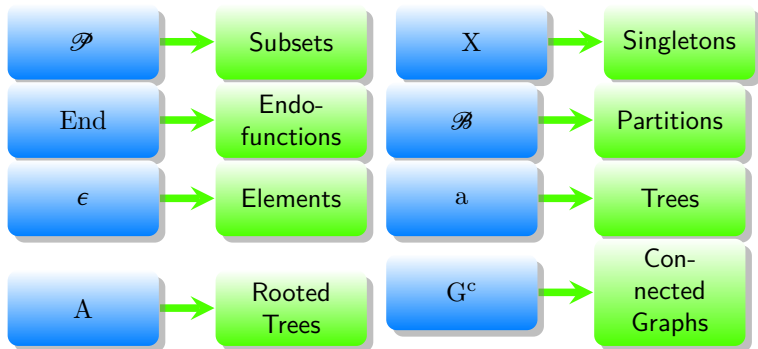 𝒫
Subsets
X
Singletons
End
Endo-
functions
ℬ
Partitions
ϵ
Elements
a
Trees
A
Rooted
Trees
Gᶜ
Con-
nected
Graphs